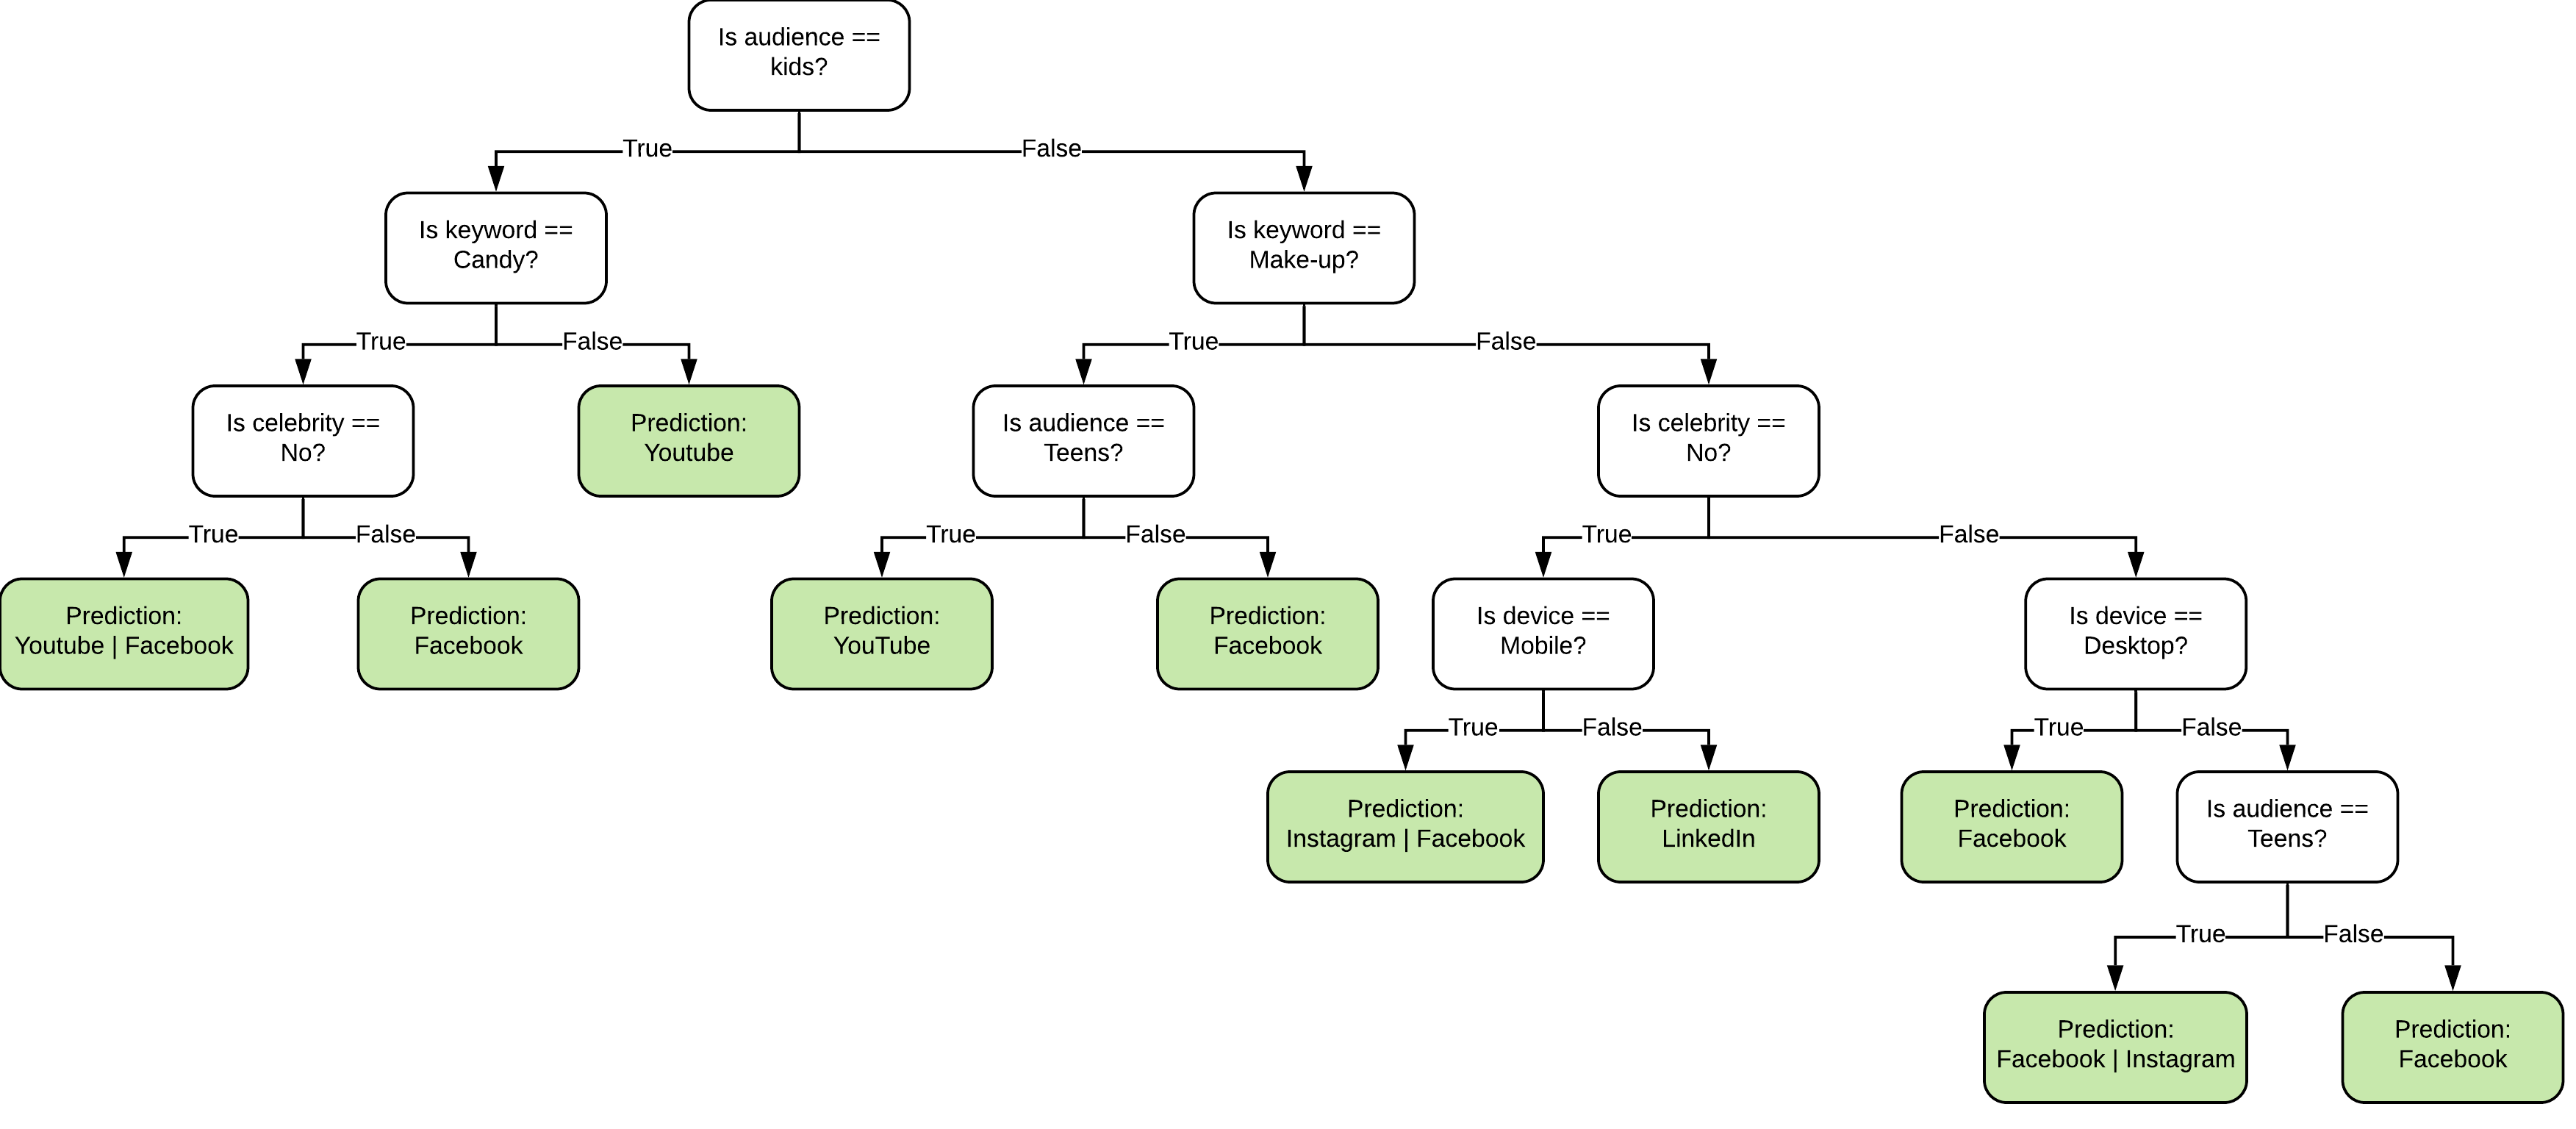 Is audience ==
kids?
True
False
Is keyword ==
Candy?
Is keyword ==
Make-up?
True
False
True
False
Is celebrity ==
No?
Prediction:
Youtube
Is audience ==
Teens?
Is celebrity ==
No?
True
False
True
False
True
False
Prediction:
Youtube | Facebook
Prediction:
Facebook
Prediction:
YouTube
Prediction:
Facebook
Is device ==
Mobile?
Is device ==
Desktop?
True
False
True
False
Prediction:
Instagram | Facebook
Prediction:
LinkedIn
Prediction:
Facebook
Is audience ==
Teens?
True
False
Prediction:
Facebook | Instagram
Prediction:
Facebook